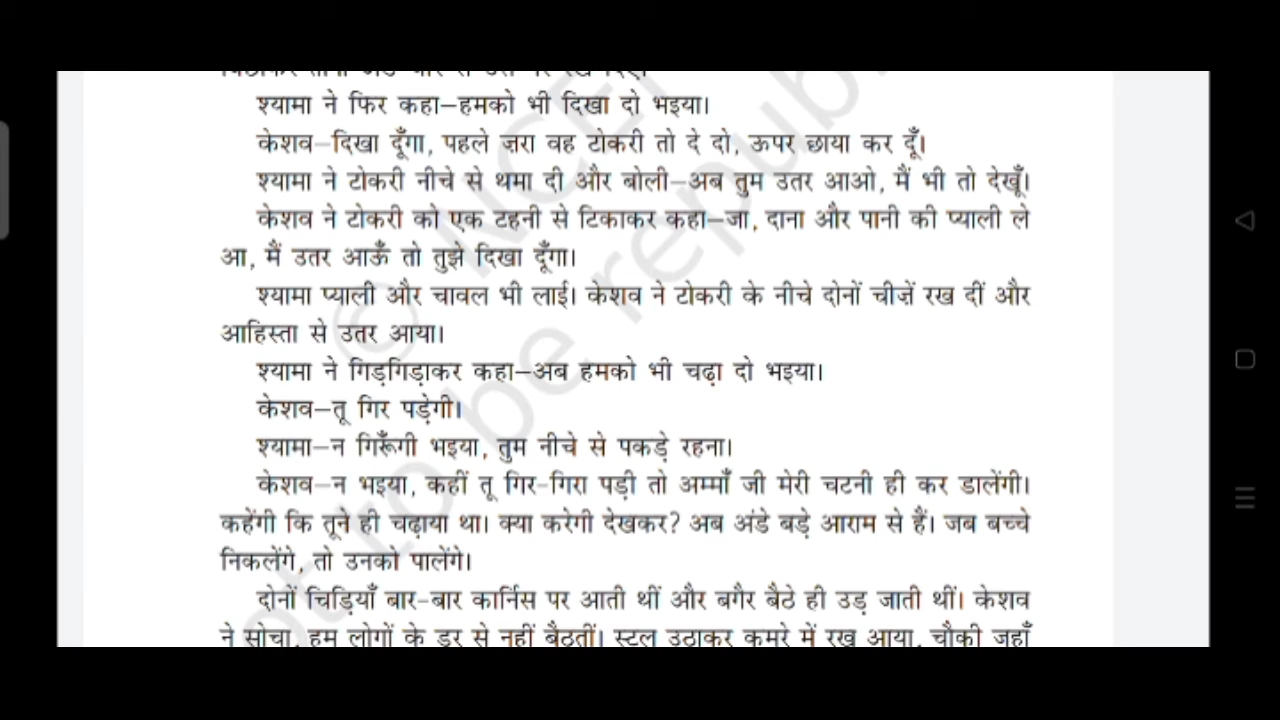 श्यामा ने फिर कहा–हमको भी दिखा दो भइया।
केशव–दिखा दूँगा, पहले ज़रा वह टोकरी तो दे दो, ऊपर छाया कर दूँ।
श्यामा ने टोकरी नीचे से थमा दी और बोली–अब तुम उतर आओ, मैं भी तो देखूँ।
केशव ने टोकरी को एक टहनी से टिकाकर कहा–जा, दाना और पानी की प्याली ले
आ, मैं उतर आऊँ तो तुझे दिखा दूँगा।
श्यामा प्याली और चावल भी लाई। केशव ने टोकरी के नीचे दोनों चीज़ें रख दीं और
आहिस्ता से उतर आया।
श्यामा ने गिड़गिड़ाकर कहा–अब हमको भी चढ़ा दो भइया।
केशव–तू गिर पड़ेगी।
श्यामा–न गिरूँगी भइया, तुम नीचे से पकड़े रहना।
केशव–न भइया, कहीं तू गिर-गिरा पड़ी तो अम्माँ जी मेरी चटनी ही कर डालेंगी।
कहेंगी कि तूने ही चढ़ाया था। क्या करेगी देखकर? अब अंडे बड़े आराम से हैं। जब बच्चे
निकलेंगे, तो उनको पालेंगे।
दोनों चिड़ियाँ बार-बार कार्निस पर आती थीं और बगैर बैठे ही उड़ जाती थीं। केशव
ने सोचा, हम लोगों के डर से नहीं बैठतीं। स्टूल उठाकर कमरे में रख आया, चौकी जहाँ